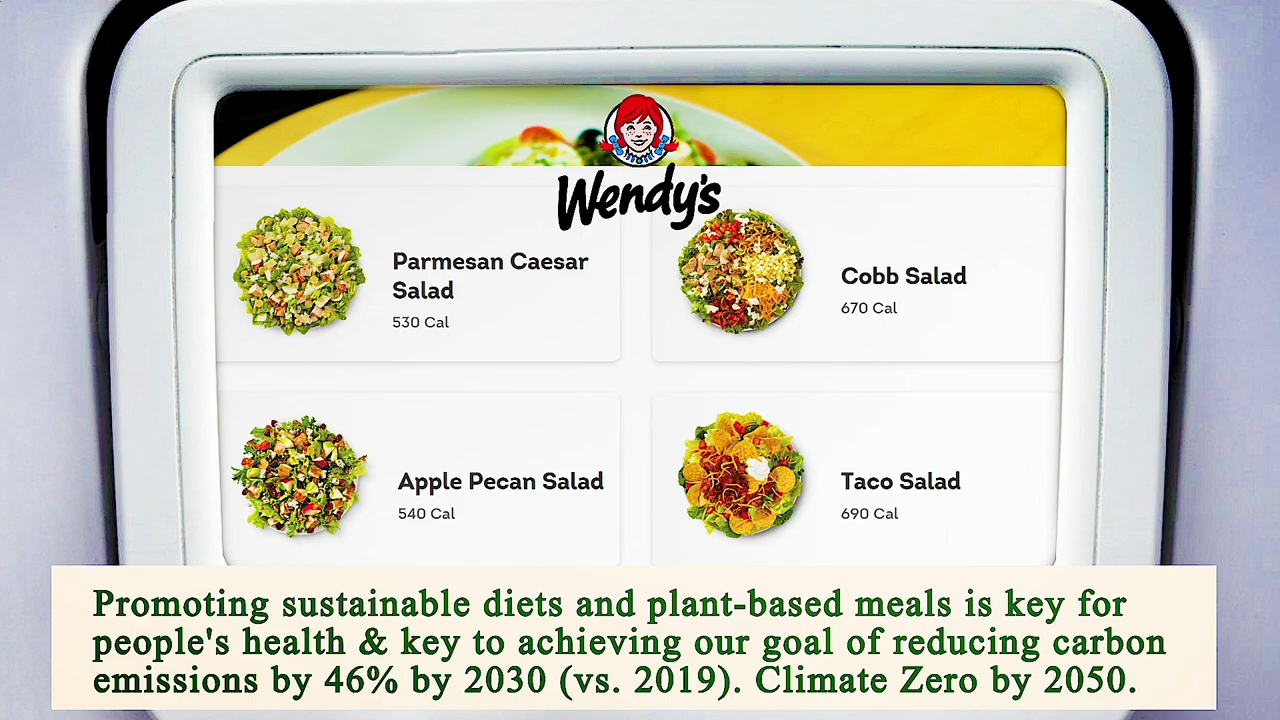 Wendy's
Parmesan Caesar
Salad
530 Cal
Cobb Salad
670 Cal
Apple Pecan Salad
540 Cal
Taco Salad
690 Cal
Promoting sustainable diets and plant-based meals is key for
people's health & key to achieving our goal of reducing carbon
emissions by 46% by 2030 (vs. 2019). Climate Zero by 2050.